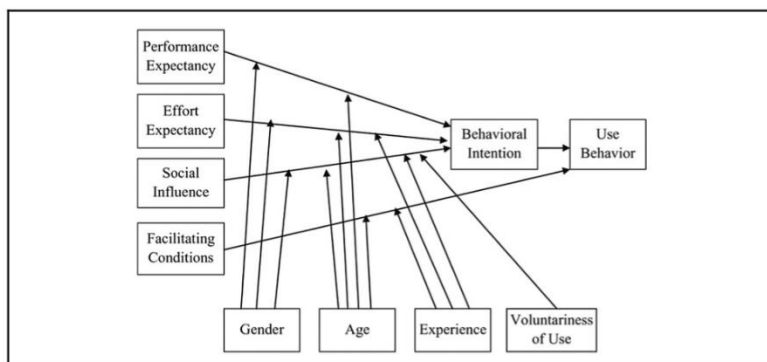 Performance
Expectancy
Effort
Expectancy
Behavioral
Intention
Use
Behavior
Social
Influence
Facilitating
Conditions
Gender
Age
Experience
Voluntariness
of Use